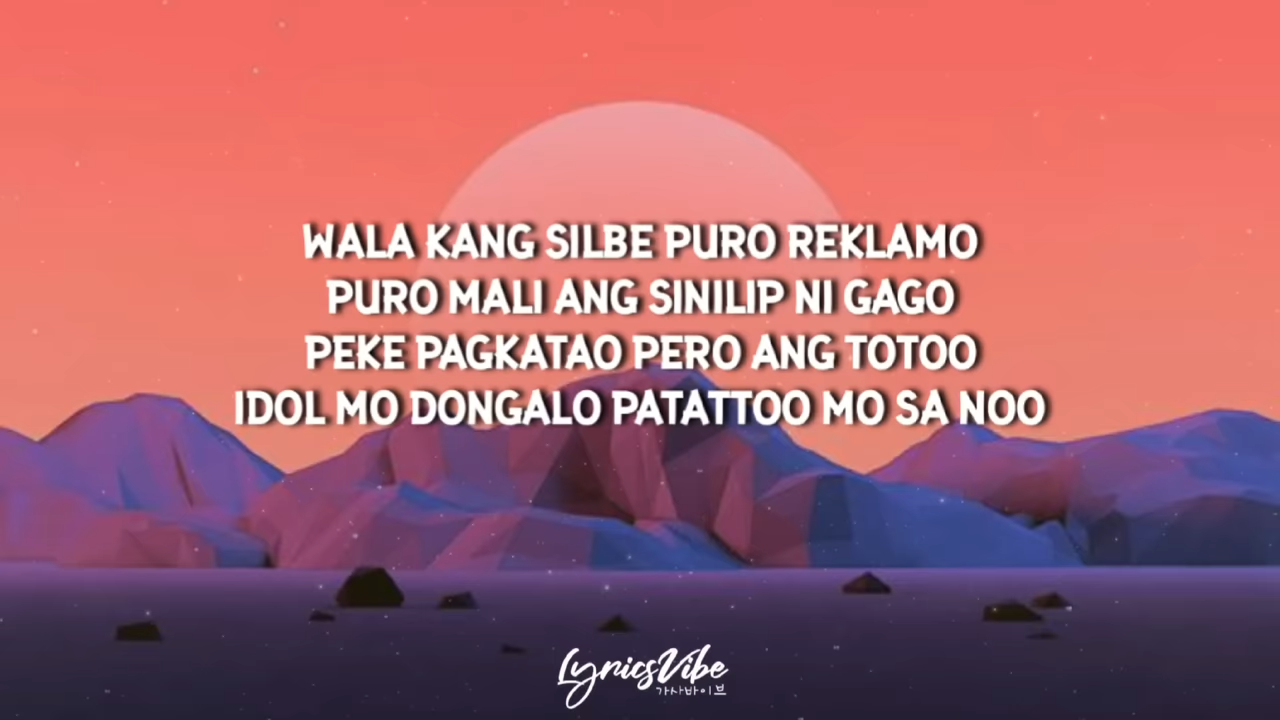 WALA KANG SILBE PURO REKLAMO
PURO MALI ANG SINILIP NI GAGO
PEKE PAGKATAO PERO ANG TOTOO
IDOL MO DONGALO PATATTOO MO SA NOO
LyricsVibe
가사바이브